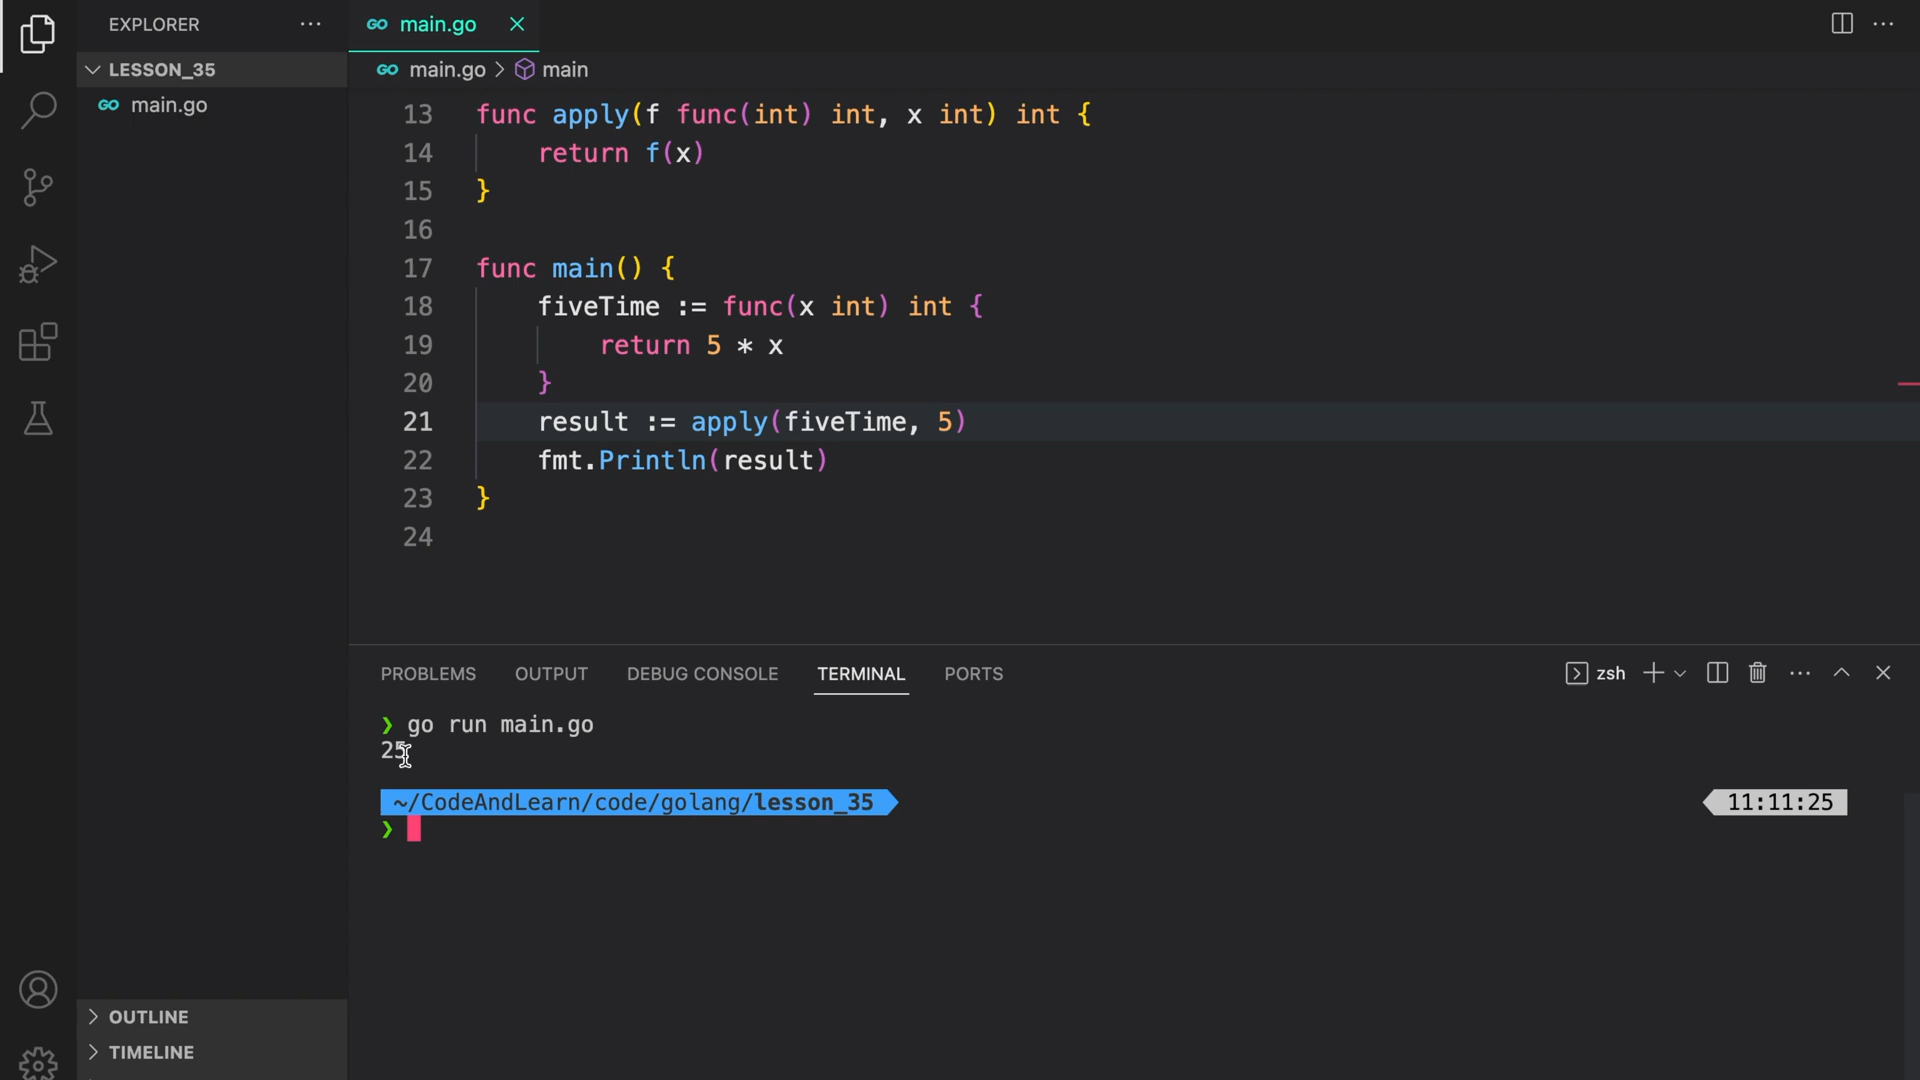 EXPLORER
LESSON_35
GO main.go
OUTLINE
TIMELINE
GO main.go
GO main.go > main
13 func apply(f func(int) int, x int) int {
14     return f(x)
15 }
16
17 func main() {
18     fiveTime := func(x int) int {
19         return 5 * x
20     }
21     result := apply(fiveTime, 5)
22     fmt.Println(result)
23 }
24
PROBLEMS OUTPUT DEBUG CONSOLE TERMINAL PORTS zsh
❯ go run main.go
25
~/CodeAndLearn/code/golang/lesson_35 11:11:25
❯